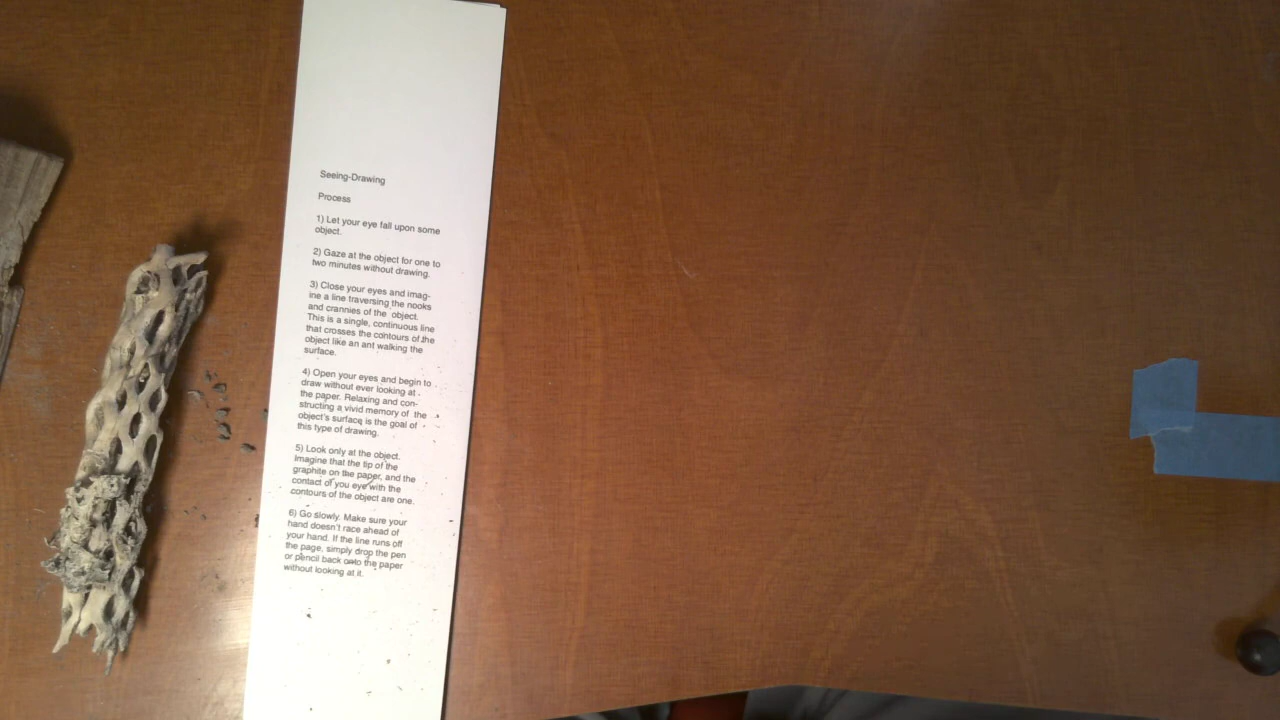 Seeing-Drawing
Process
1) Let your eye fall upon some
object.
2) Gaze at the object for one to
two minutes without drawing.
3) Close your eyes and imag-
ine a line traversing the nooks
and crannies of the object.
This is a single, continuous line
that crosses the contours of the
object like an ant walking the
surface.
4) Open your eyes and begin to
draw without ever looking at
the paper. Relaxing and con-
structing a vivid memory of the
object's surface is the goal of
this type of drawing.
5) Look only at the object.
Imagine that the tip of the
graphite on the paper, and the
contact of you eye with the
contours of the object are one.
6) Go slowly. Make sure your
hand doesn't race ahead of
your hand. If the line runs off
the page, simply drop the pen
or pencil back onto the paper
without looking at it.